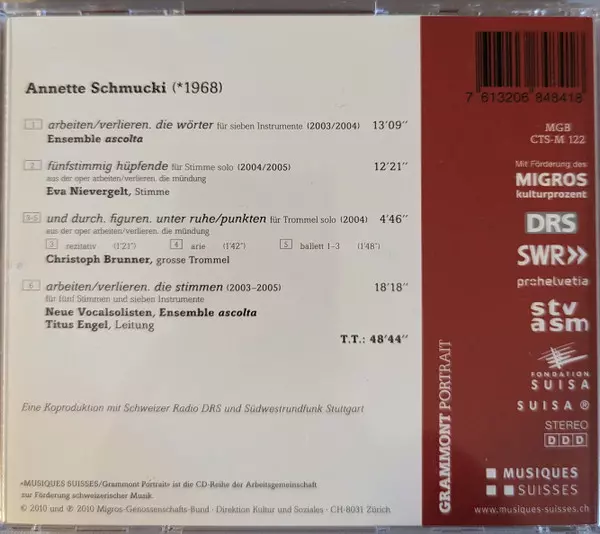 Annette Schmucki (*1968)
1 arbeiten/verlieren. die wörter für sieben Instrumente (2003/2004) 13'09"
Ensemble ascolta
2 fünfstimmig hüpfende für Stimme solo (2004/2005) 12'21"
aus der oper arbeiten/verlieren. die mündung
Eva Nievergelt, Stimme
3-5 und durch. figuren. unter ruhe/punkten für Trommel solo (2004) 4'46"
aus der oper arbeiten/verlieren. die mündung
3 rezitativ (1'21") 4 arie (1'42") 5 ballett 1–3 (1'48")
Christoph Brunner, grosse Trommel
6 arbeiten/verlieren. die stimmen (2003–2005) 18'18"
für fünf Stimmen und sieben Instrumente
Neue Vocalsolisten, Ensemble ascolta
Titus Engel, Leitung
T.T.: 48'44"
Eine Koproduktion mit Schweizer Radio DRS und Südwestrundfunk Stuttgart
«MUSIQUES SUISSES/Grammont Portrait» ist die CD-Reihe der Arbeitsgemeinschaft
zur Förderung schweizerischer Musik.
© 2010 und ℗ 2010 Migros-Genossenschafts-Bund · Direktion Kultur und Soziales · CH-8031 Zürich
GRAMMONT PORTRAIT
7 613206 848418
MGB
CTS-M 122
Mit Förderung des
MIGROS
kulturprozent
DRS
SWR>>
prohelvetia
stv
asm
FONDATION
SUISA
SUISA ®
STEREO
DDD
MUSIQUES
SUISSES
www.musiques-suisses.ch